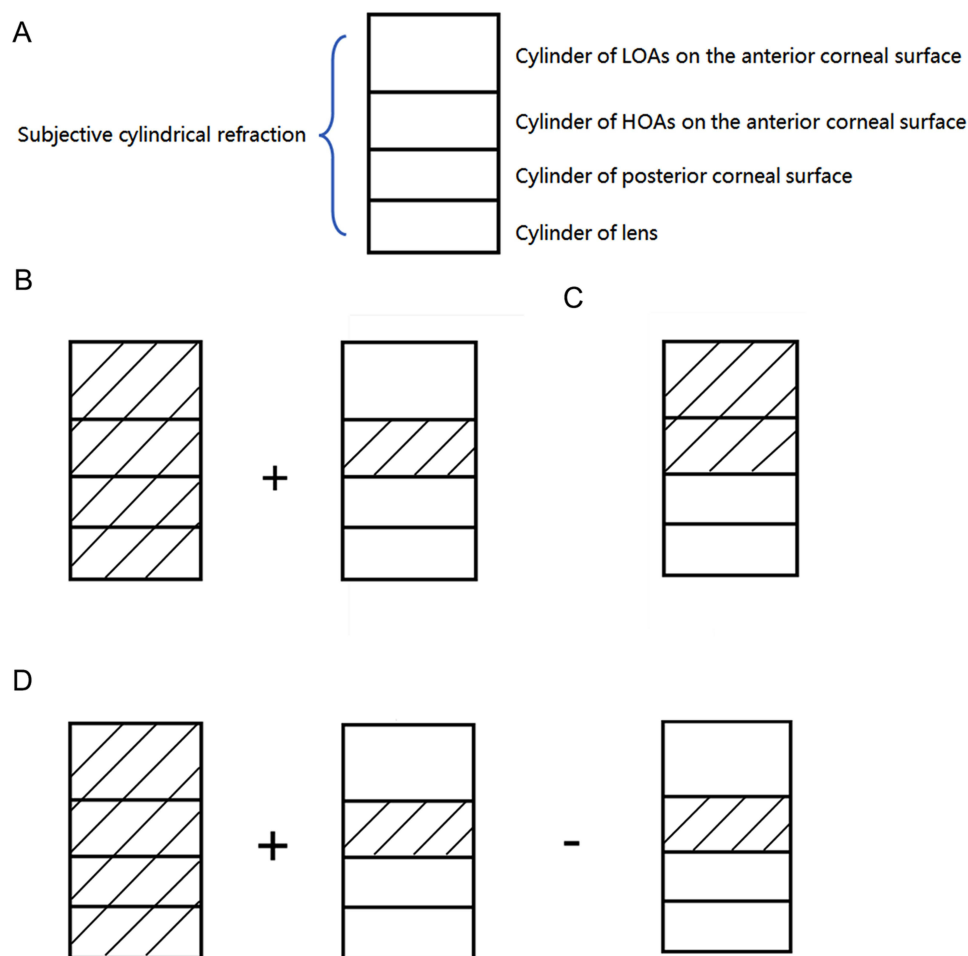 A
Subjective cylindrical refraction
Cylinder of LOAs on the anterior corneal surface
Cylinder of HOAs on the anterior corneal surface
Cylinder of posterior corneal surface
Cylinder of lens
B
C
+
D
+
-